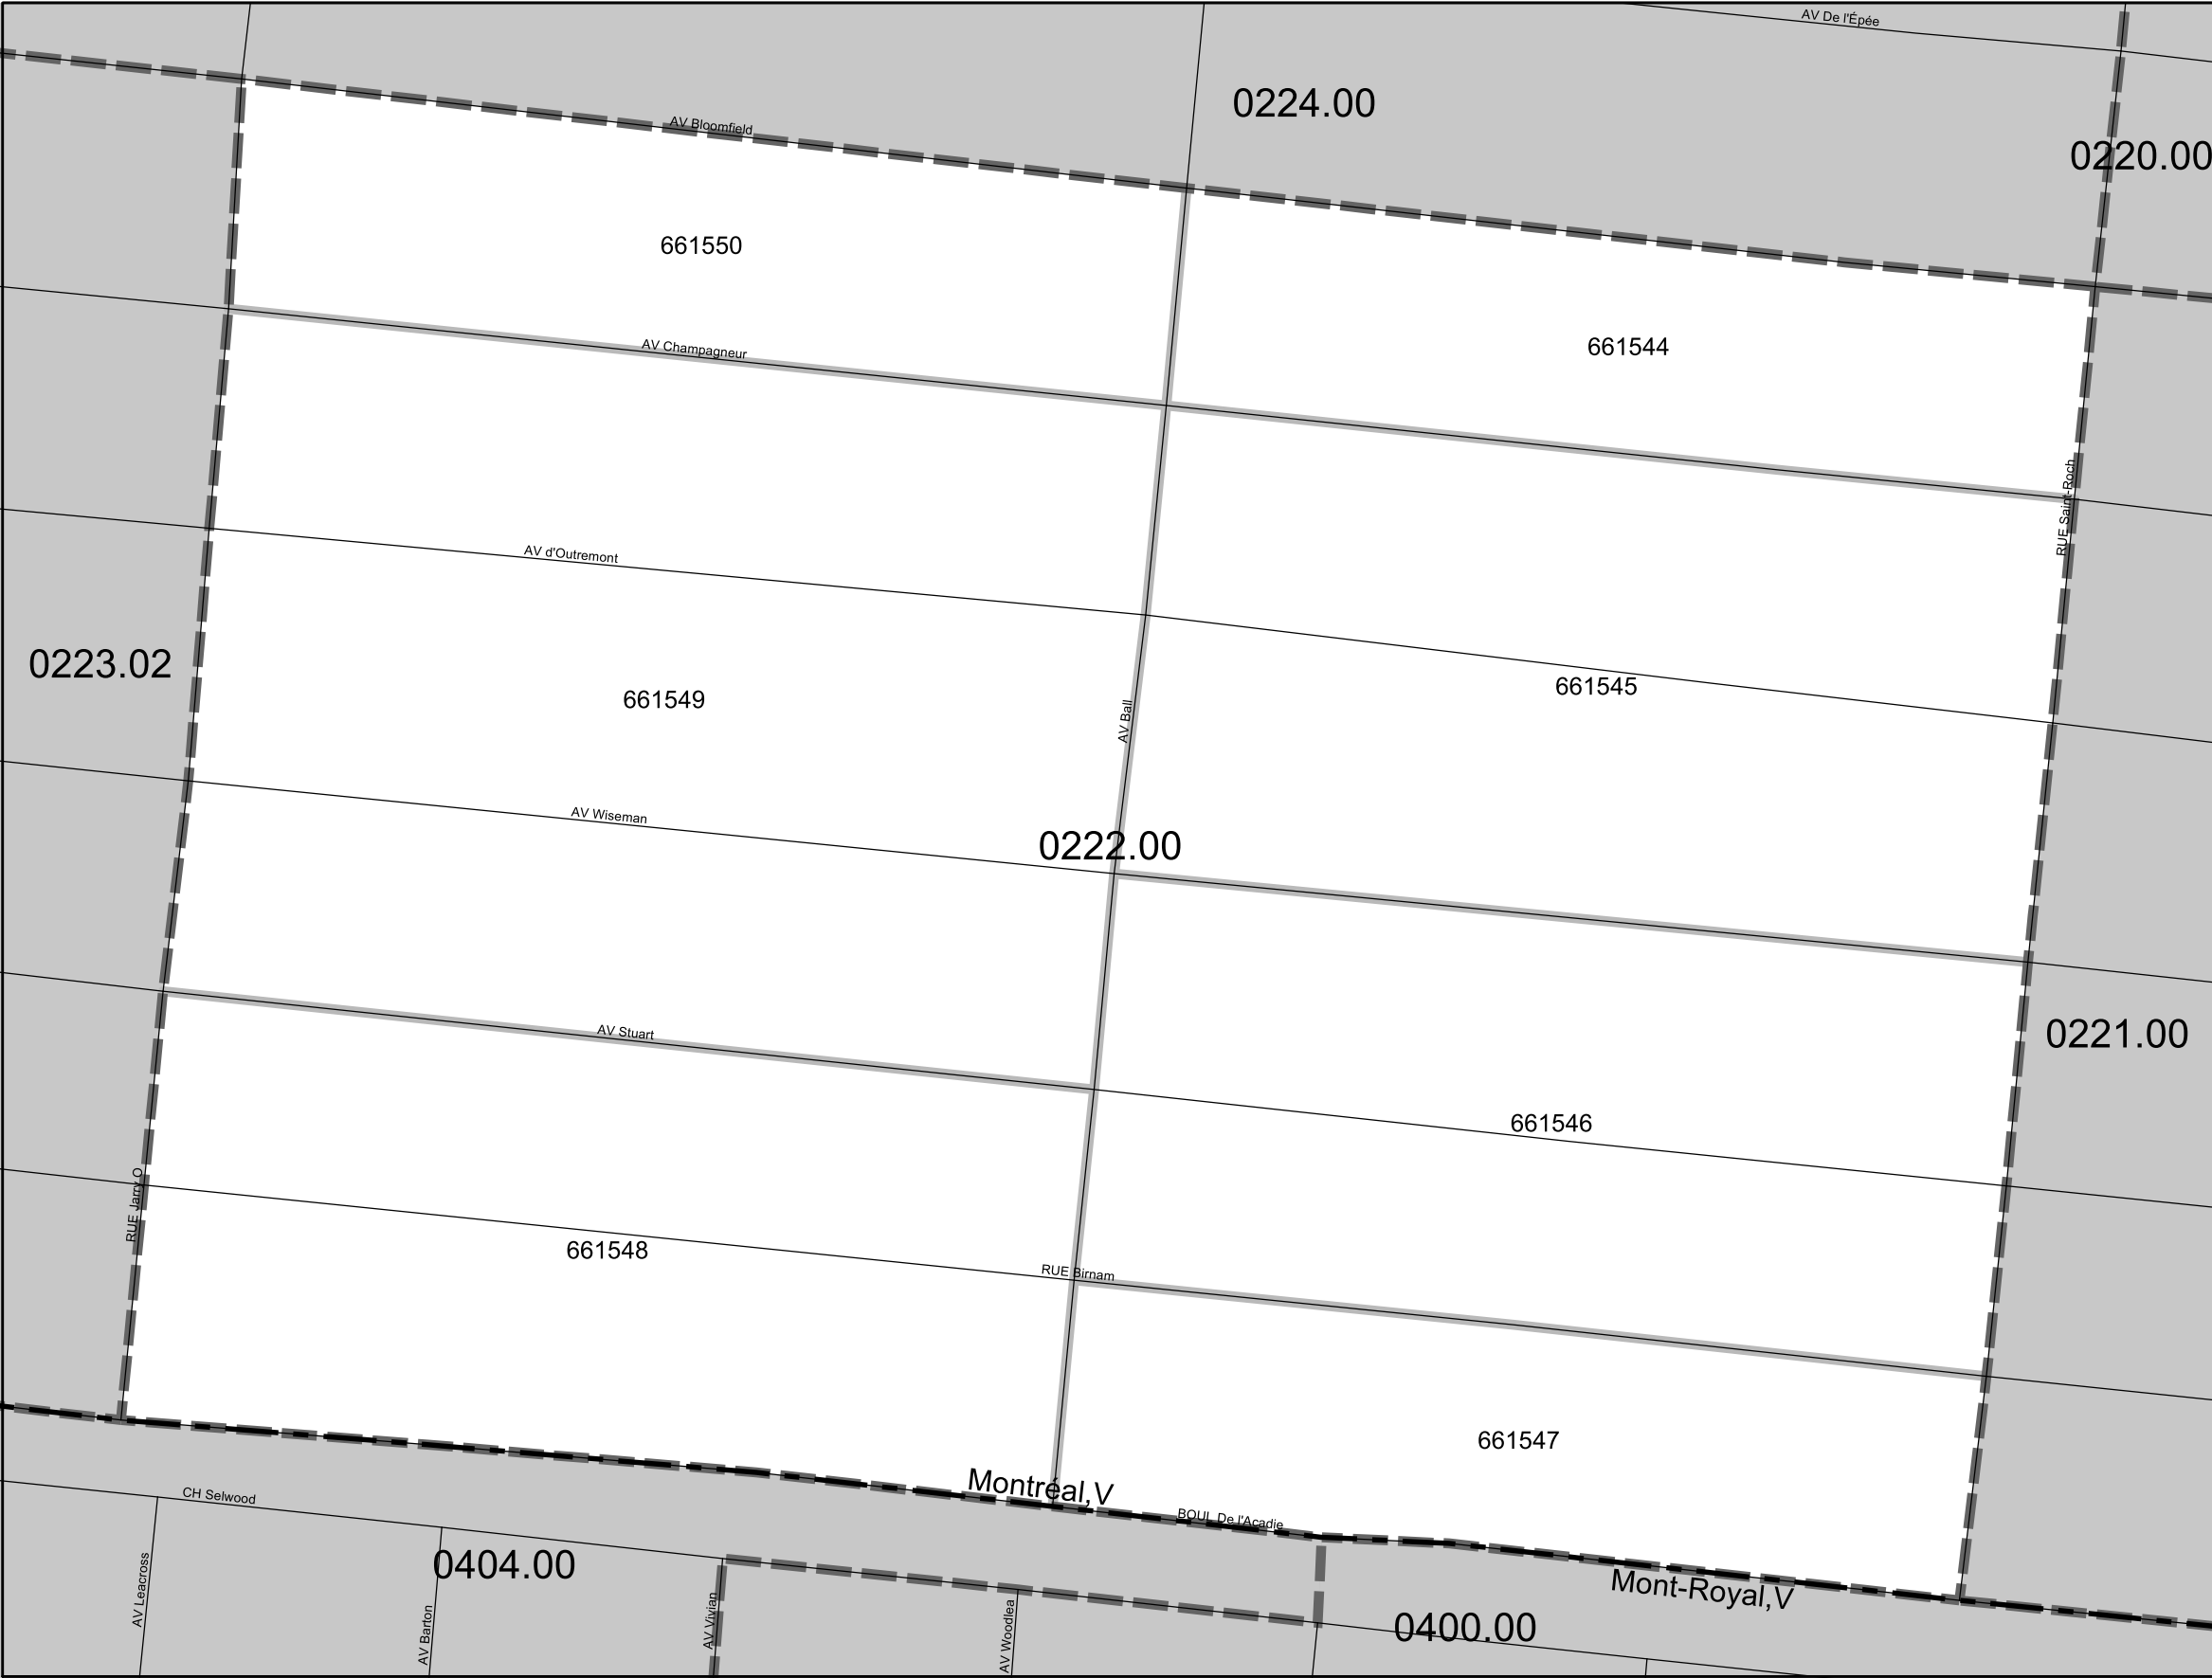 AV De l'Épée
0224.00
AV Bloomfield
0220.00
661550
661544
AV Champagneur
RUE Saint-Roch
AV d'Outremont
0223.02
661549
661545
AV Ball
AV Wiseman
0222.00
AV Stuart
0221.00
661546
RUE Jarry O
661548
RUE Birnam
661547
Montréal,V
CH Selwood
BOUL De l'Acadie
0404.00
Mont-Royal,V
AV Leacross
AV Barton
AV Vivian
AV Woodlea
0400.00